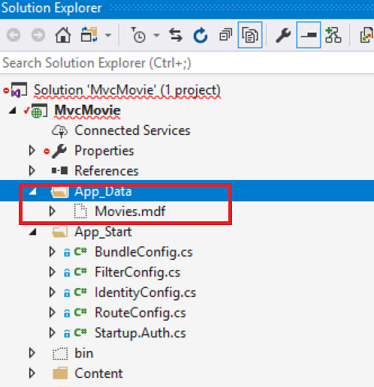 Solution Explorer
Search Solution Explorer (Ctrl+;)
Solution 'MvcMovie' (1 project)
MvcMovie
Connected Services
Properties
References
App_Data
Movies.mdf
App_Start
C# BundleConfig.cs
C# FilterConfig.cs
C# IdentityConfig.cs
C# RouteConfig.cs
C# Startup.Auth.cs
bin
Content